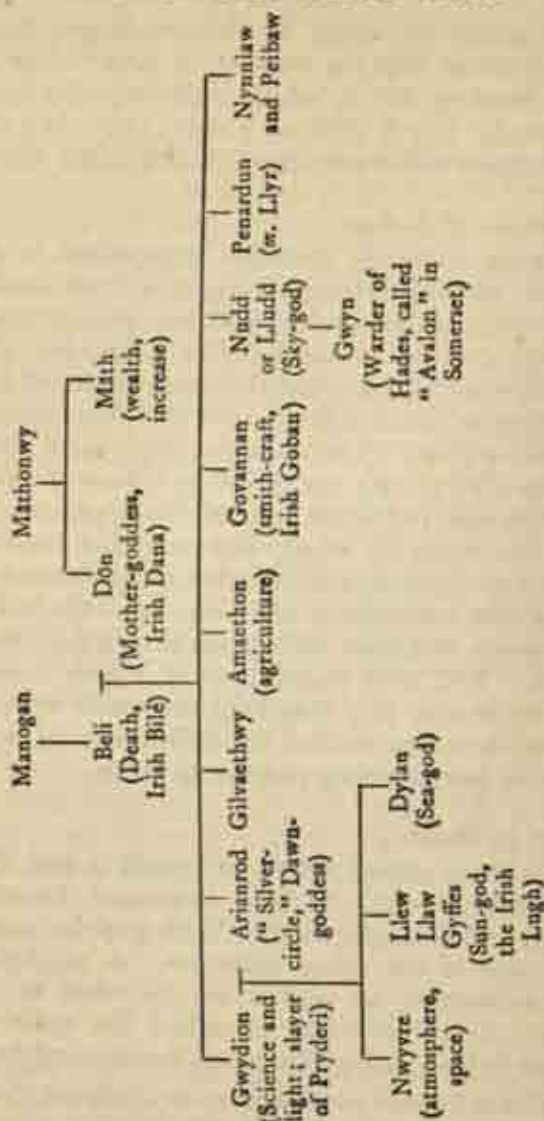 Manogan
Mathonwy
Beli
(Death,
Irish Bilé)
Dōn
(Mother-goddess,
Irish Dana)
Māth
(wealth,
increase)
Gwydion
(Science and
light; slayer
of Pryderi)
Arianrod
("Silver-
circle," Dawn-
goddess)
Gilvaethwy
Amaethon
(agriculture)
Govannan
(smith-craft,
Irish Goban)
Nudd
or Lludd
(Sky-god)
Penardun
(m. Llyr)
Nynniaw
and Peibaw
Gwyn
(Warder of
Hades, called
"Avalon" in
Somerset)
Nwyvre
(atmosphere,
space)
Llew
Llaw
Gyffes
(Sun-god,
the Irish
Lugh)
Dylan
(Sea-god)